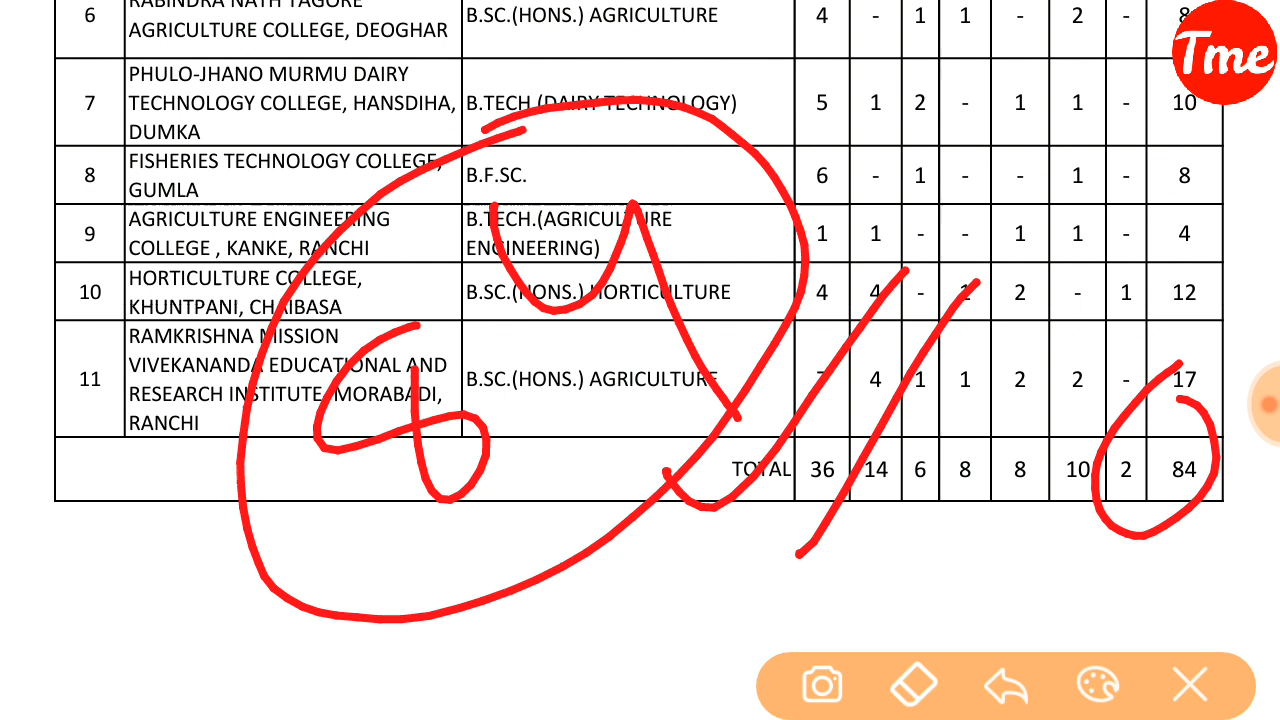 RABINDRA NATH TAGORE
6 AGRICULTURE COLLEGE, DEOGHAR B.SC.(HONS.) AGRICULTURE 4 - 1 1 - 2 - 8
Tme
PHULO-JHANO MURMU DAIRY
7 TECHNOLOGY COLLEGE, HANSDIHA, B.TECH.(DAIRY TECHNOLOGY) 5 1 2 - 1 1 - 10
DUMKA
FISHERIES TECHNOLOGY COLLEGE,
8 GUMLA B.F.SC. 6 - 1 - - 1 - 8
AGRICULTURE ENGINEERING B.TECH.(AGRICULTURE
9 COLLEGE , KANKE, RANCHI ENGINEERING) 1 1 - - 1 1 - 4
HORTICULTURE COLLEGE,
10 KHUNTPANI, CHAIBASA B.SC.(HONS.) HORTICULTURE 4 4 - 1 2 - 1 12
RAMKRISHNA MISSION
VIVEKANANDA EDUCATIONAL AND
11 RESEARCH INSTITUTE, MORABADI, B.SC.(HONS.) AGRICULTURE 7 4 1 1 2 2 - 17
RANCHI
TOTAL 36 14 6 8 8 10 2 84